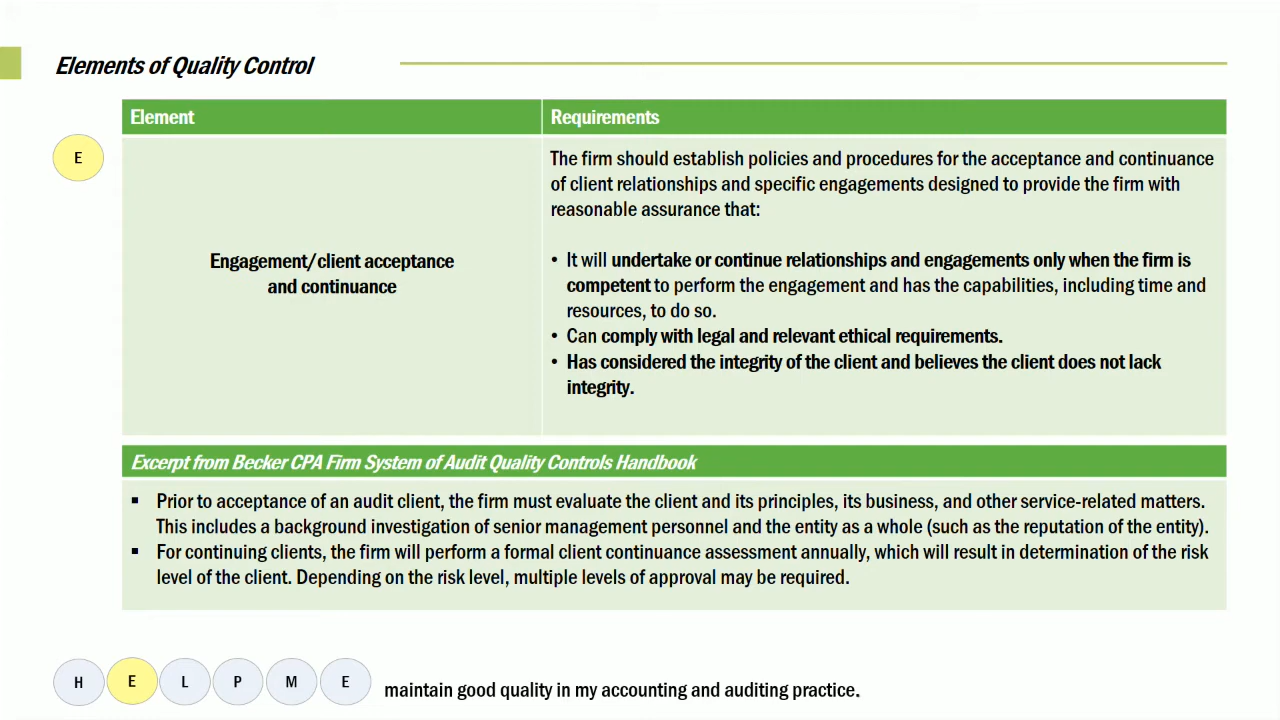 Elements of Quality Control
Element
Requirements
E
Engagement/client acceptance
and continuance
The firm should establish policies and procedures for the acceptance and continuance
of client relationships and specific engagements designed to provide the firm with
reasonable assurance that:
• It will undertake or continue relationships and engagements only when the firm is
competent to perform the engagement and has the capabilities, including time and
resources, to do so.
• Can comply with legal and relevant ethical requirements.
• Has considered the integrity of the client and believes the client does not lack
integrity.
Excerpt from Becker CPA Firm System of Audit Quality Controls Handbook
▪ Prior to acceptance of an audit client, the firm must evaluate the client and its principles, its business, and other service-related matters.
This includes a background investigation of senior management personnel and the entity as a whole (such as the reputation of the entity).
▪ For continuing clients, the firm will perform a formal client continuance assessment annually, which will result in determination of the risk
level of the client. Depending on the risk level, multiple levels of approval may be required.
H E L P M E maintain good quality in my accounting and auditing practice.